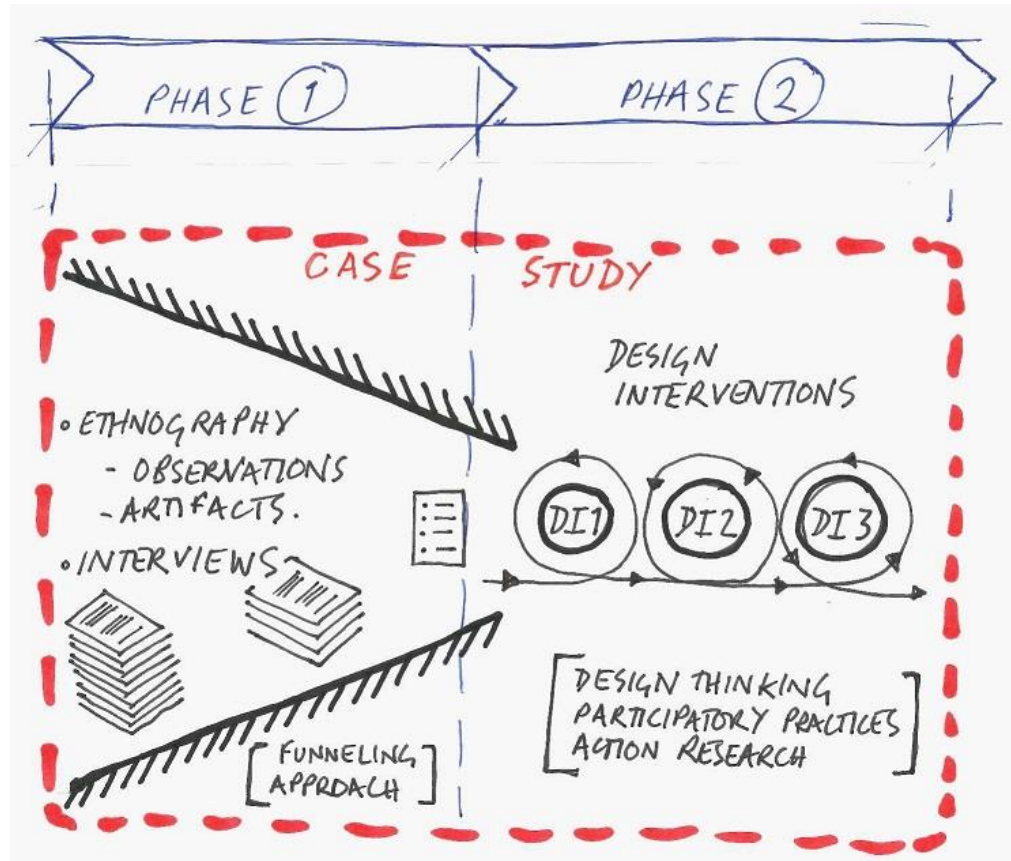 PHASE 1
PHASE 2
CASE STUDY
• ETHNOGRAPHY
- OBSERVATIONS
- ARTIFACTS.
• INTERVIEWS
[FUNNELING
APPROACH]
DESIGN
INTERVENTIONS
DI1 DI2 DI3
[DESIGN THINKING
PARTICIPATORY PRACTICES
ACTION RESEARCH]